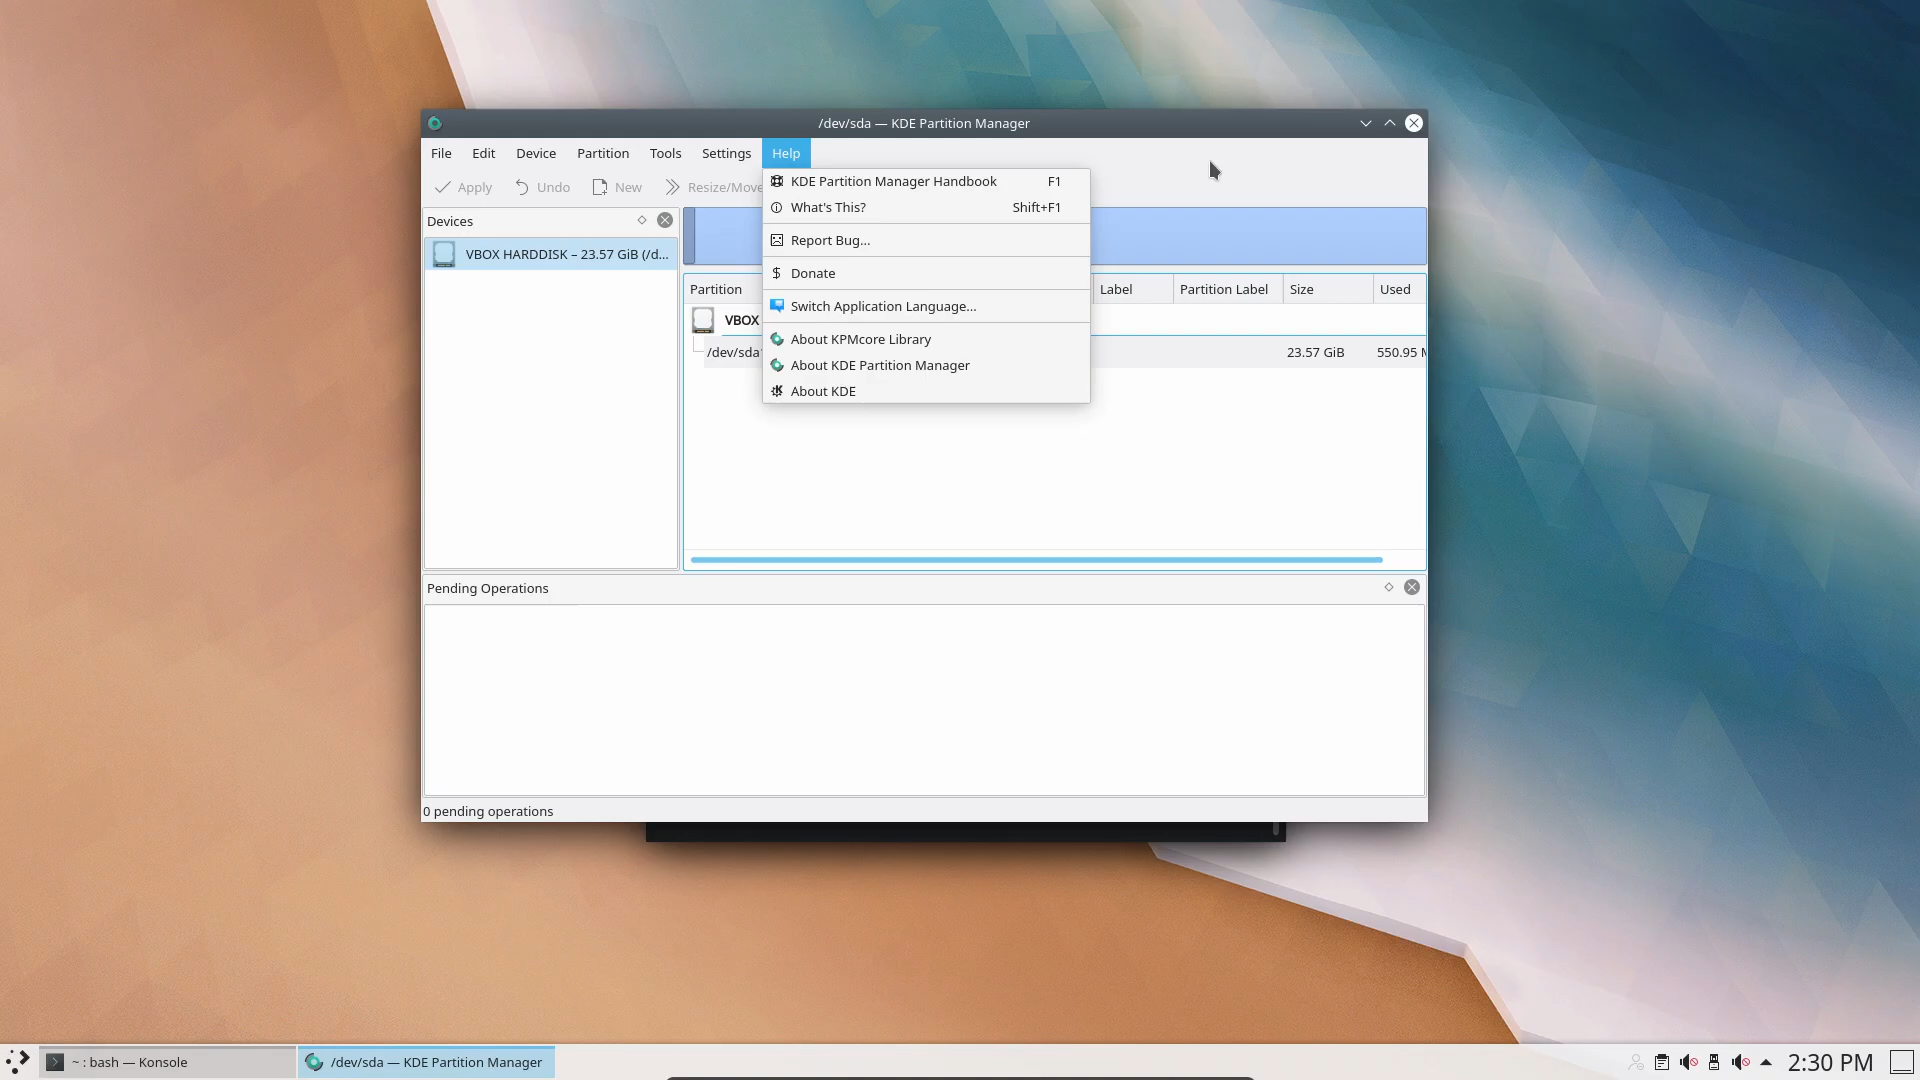 /dev/sda — KDE Partition Manager
File Edit Device Partition Tools Settings Help
Apply Undo New Resize/Move
KDE Partition Manager Handbook F1
What's This? Shift+F1
Report Bug...
Donate
Switch Application Language...
About KPMcore Library
About KDE Partition Manager
About KDE
Devices
VBOX HARDDISK – 23.57 GiB (/d...
Partition Label Partition Label Size Used
VBOX
/dev/sda 23.57 GiB 550.95
Pending Operations
0 pending operations
~ : bash — Konsole
/dev/sda — KDE Partition Manager
2:30 PM